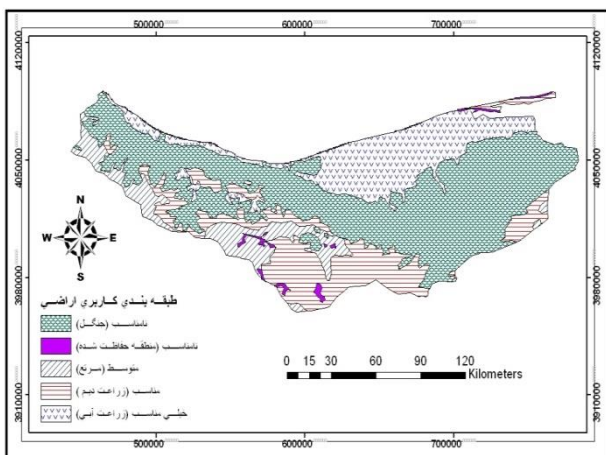 500000 600000 700000
4120000
4050000
3980000
3910000
4120000
4050000
3980000
3910000
N
W E
S
طبقه بندي کاربري اراضي
نامناسب (جنگل)
نامناسب (منطقه حفاظت شده)
متوسط (مرتع)
مناسب (زراعت ديم)
خيلي مناسب (زراعت آبي)
0 15 30 60 90 120
Kilometers
500000 600000 700000